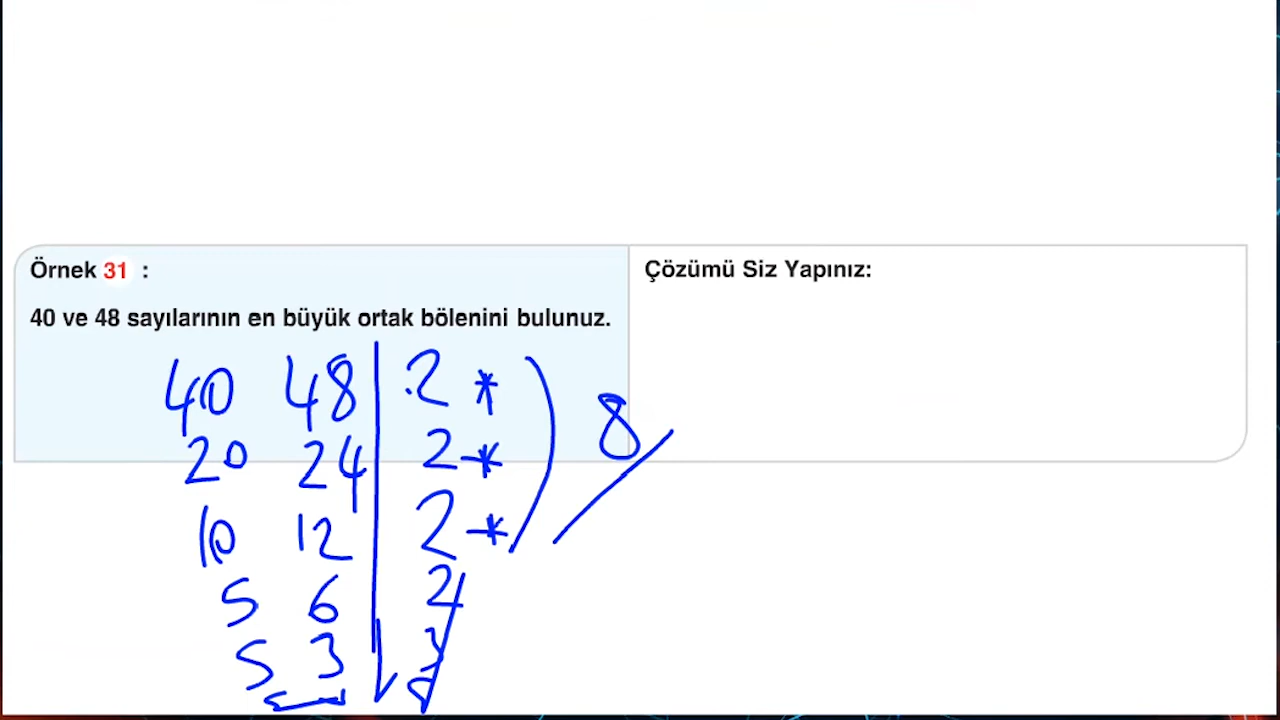 Örnek 31 :
Çözümü Siz Yapınız:
40 ve 48 sayılarının en büyük ortak bölenini bulunuz.
40 48 | 2 *
20 24 | 2 *
10 12 | 2 *
8
5 6 | 2
5 3 | 3